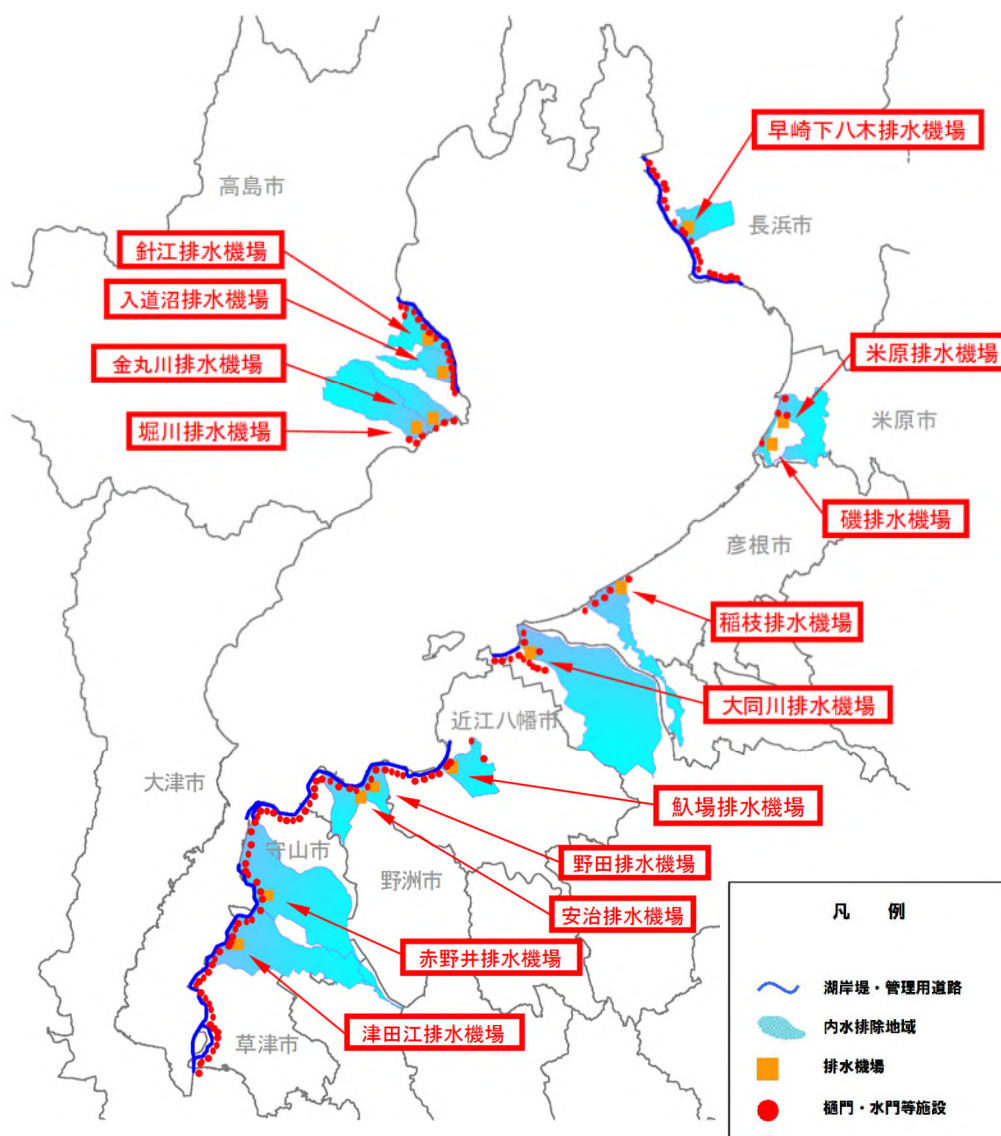 早崎下八木排水機場
高島市
長浜市
針江排水機場
入道沼排水機場
米原排水機場
金丸川排水機場
米原市
堀川排水機場
磯排水機場
彦根市
稲枝排水機場
大同川排水機場
近江八幡市
大津市
魞場排水機場
守山市
野田排水機場
野洲市
安治排水機場
赤野井排水機場
津田江排水機場
草津市
凡 例
湖岸堤・管理用道路
内水排除地域
排水機場
樋門・水門等施設